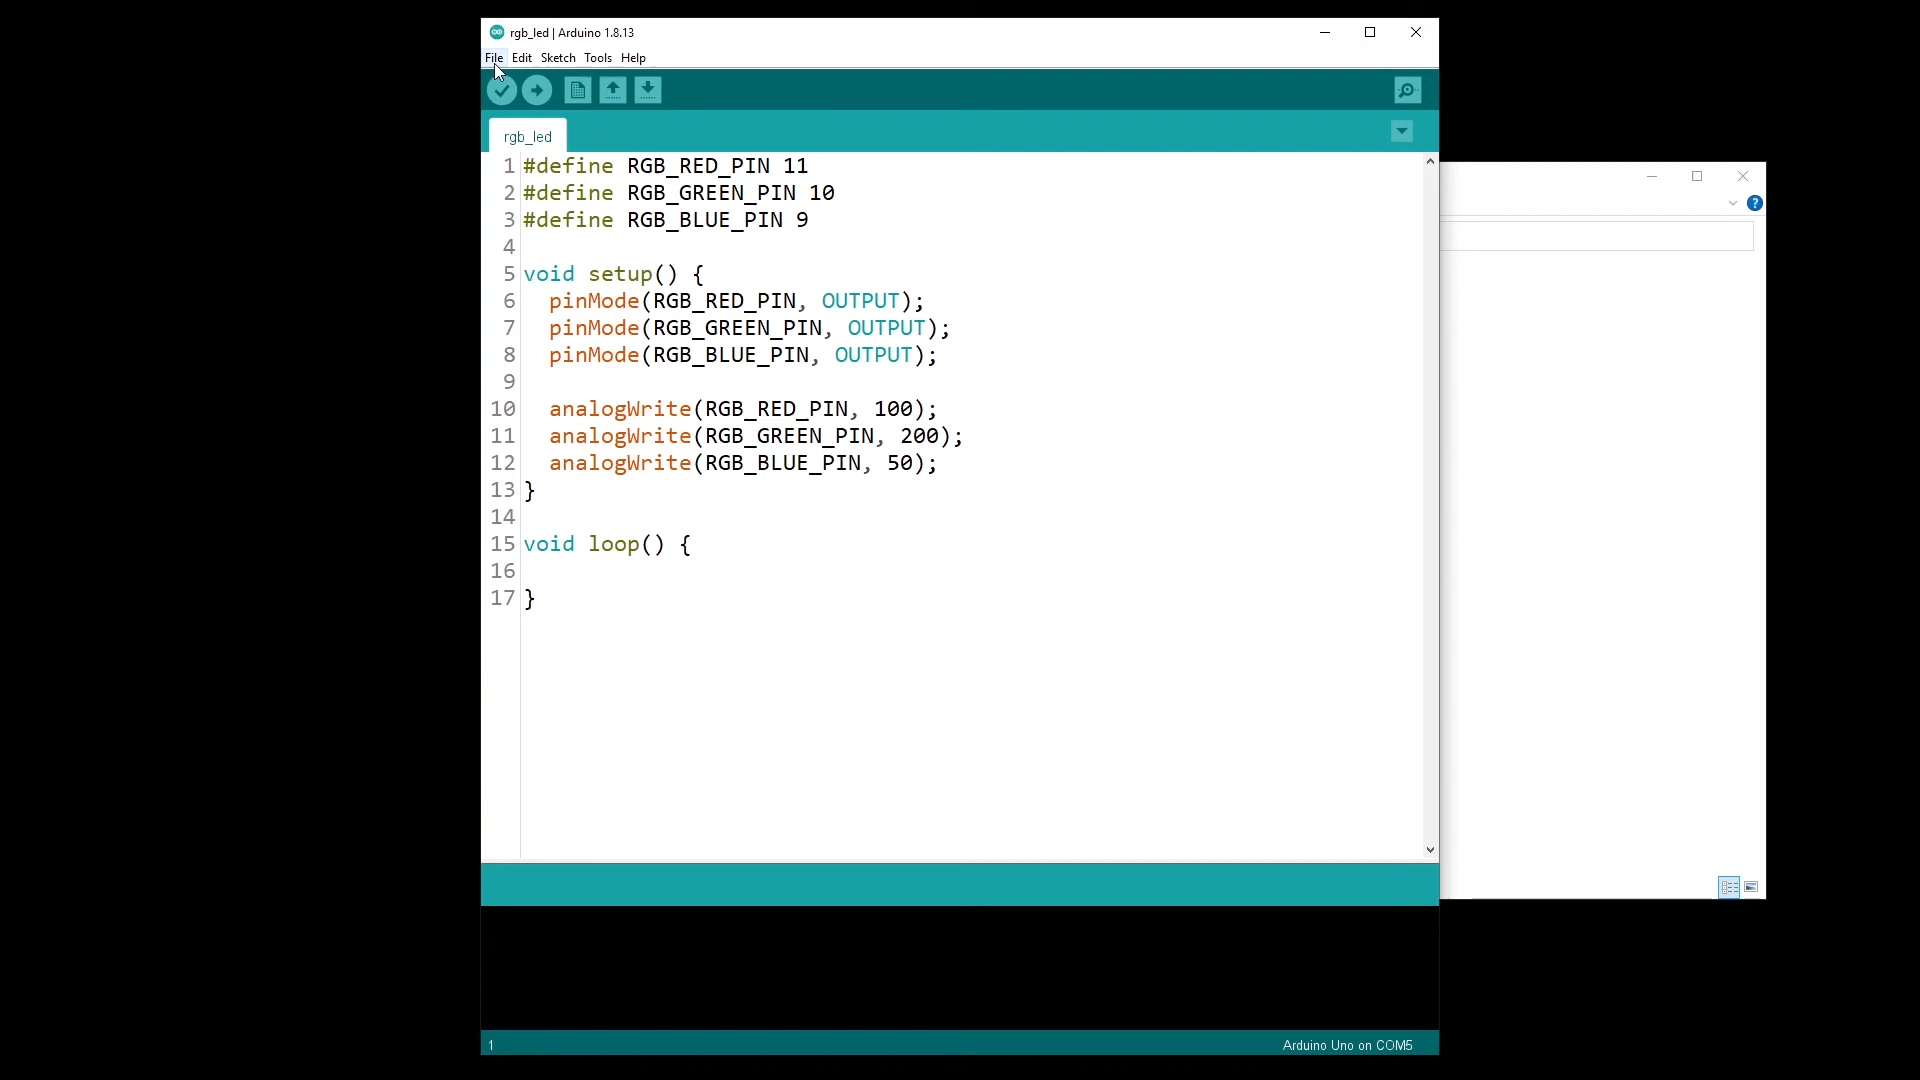 rgb_led | Arduino 1.8.13
File Edit Sketch Tools Help
rgb_led
1 #define RGB_RED_PIN 11
2 #define RGB_GREEN_PIN 10
3 #define RGB_BLUE_PIN 9
4
5 void setup() {
6   pinMode(RGB_RED_PIN, OUTPUT);
7   pinMode(RGB_GREEN_PIN, OUTPUT);
8   pinMode(RGB_BLUE_PIN, OUTPUT);
9
10   analogWrite(RGB_RED_PIN, 100);
11   analogWrite(RGB_GREEN_PIN, 200);
12   analogWrite(RGB_BLUE_PIN, 50);
13 }
14
15 void loop() {
16
17 }
?
1 Arduino Uno on COM5